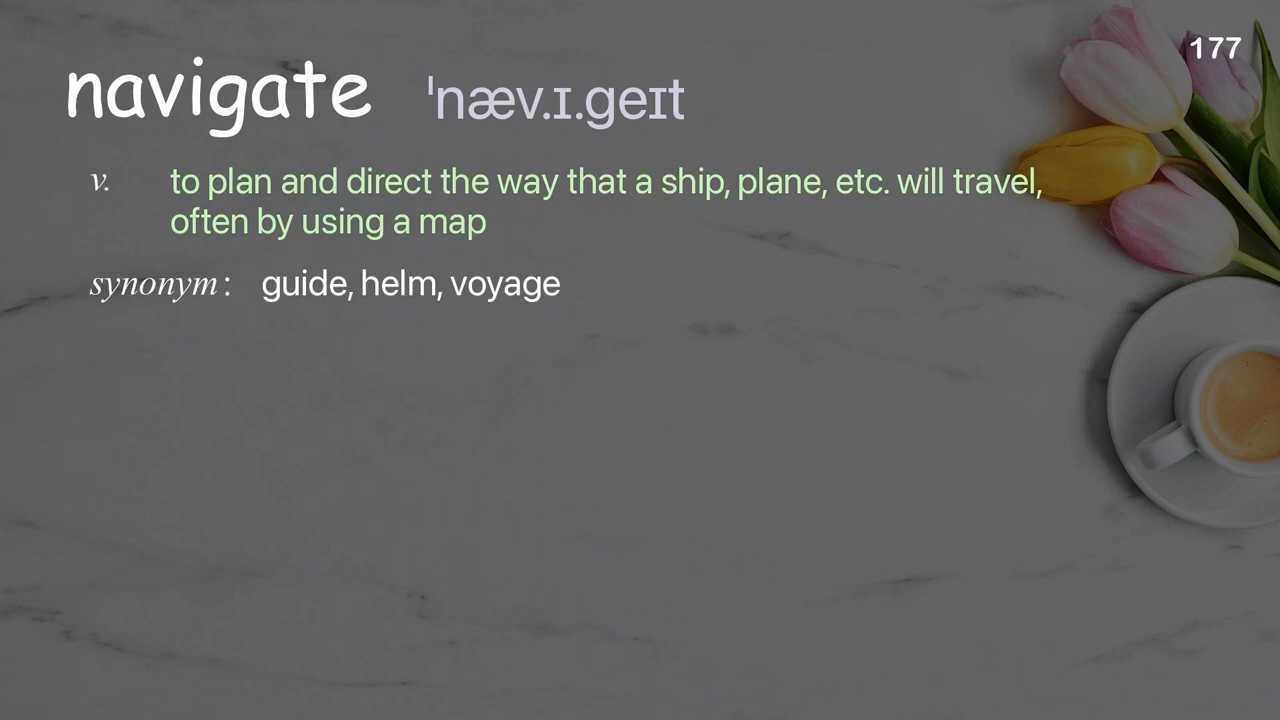 177
navigate ˈnæv.ɪ.geɪt
v. to plan and direct the way that a ship, plane, etc. will travel,
often by using a map
synonym : guide, helm, voyage